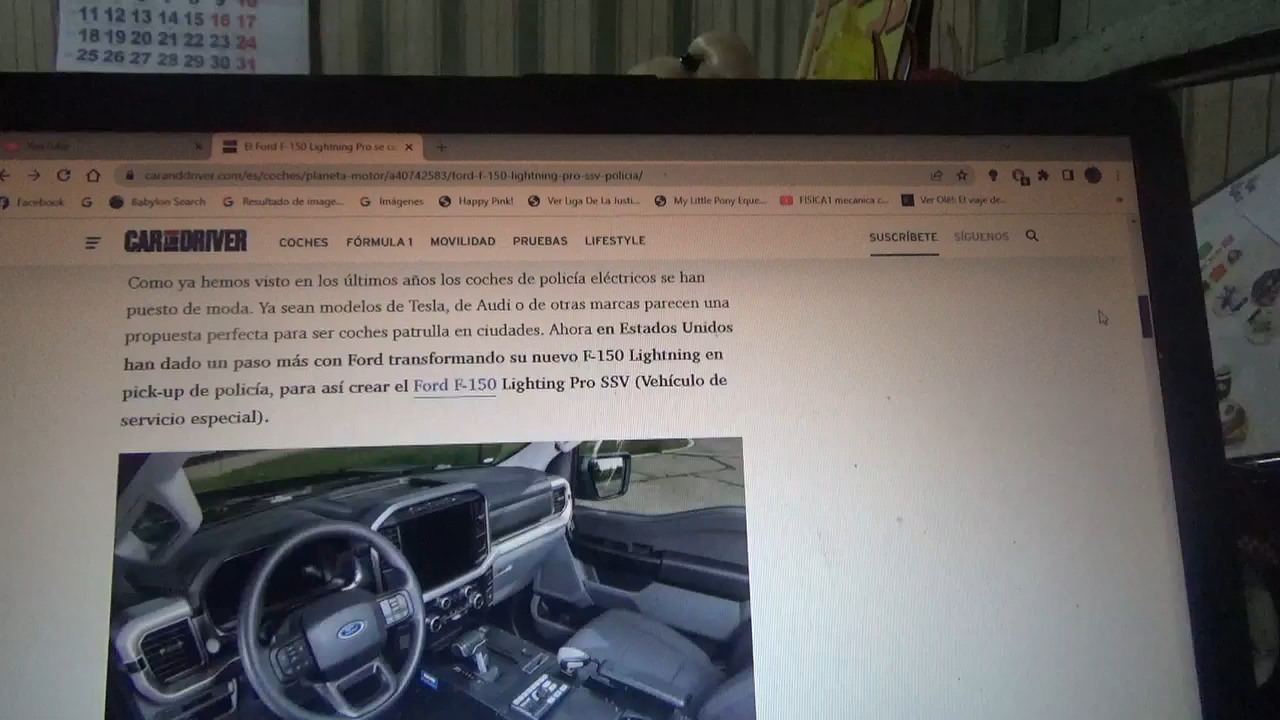 11 12 13 14 15 16 17
18 19 20 21 22 23 24
25 26 27 28 29 30 31
YouTube
El Ford F-150 Lightning Pro se c
caranddriver.com/es/coches/planeta-motor/a40742583/ford-f-150-lightning-pro-ssv-policia/
Facebook Babylon Search Resultado de image... Imágenes Happy Pink! Ver Liga De La Justi... My Little Pony Eque... FISICA1 mecanica c... Ver Olé! El viaje de...
CAR AND DRIVER COCHES FÓRMULA 1 MOVILIDAD PRUEBAS LIFESTYLE SUSCRÍBETE SÍGUENOS
Como ya hemos visto en los últimos años los coches de policía eléctricos se han
puesto de moda. Ya sean modelos de Tesla, de Audi o de otras marcas parecen una
propuesta perfecta para ser coches patrulla en ciudades. Ahora en Estados Unidos
han dado un paso más con Ford transformando su nuevo F-150 Lightning en
pick-up de policía, para así crear el Ford F-150 Lighting Pro SSV (Vehículo de
servicio especial).
Ford